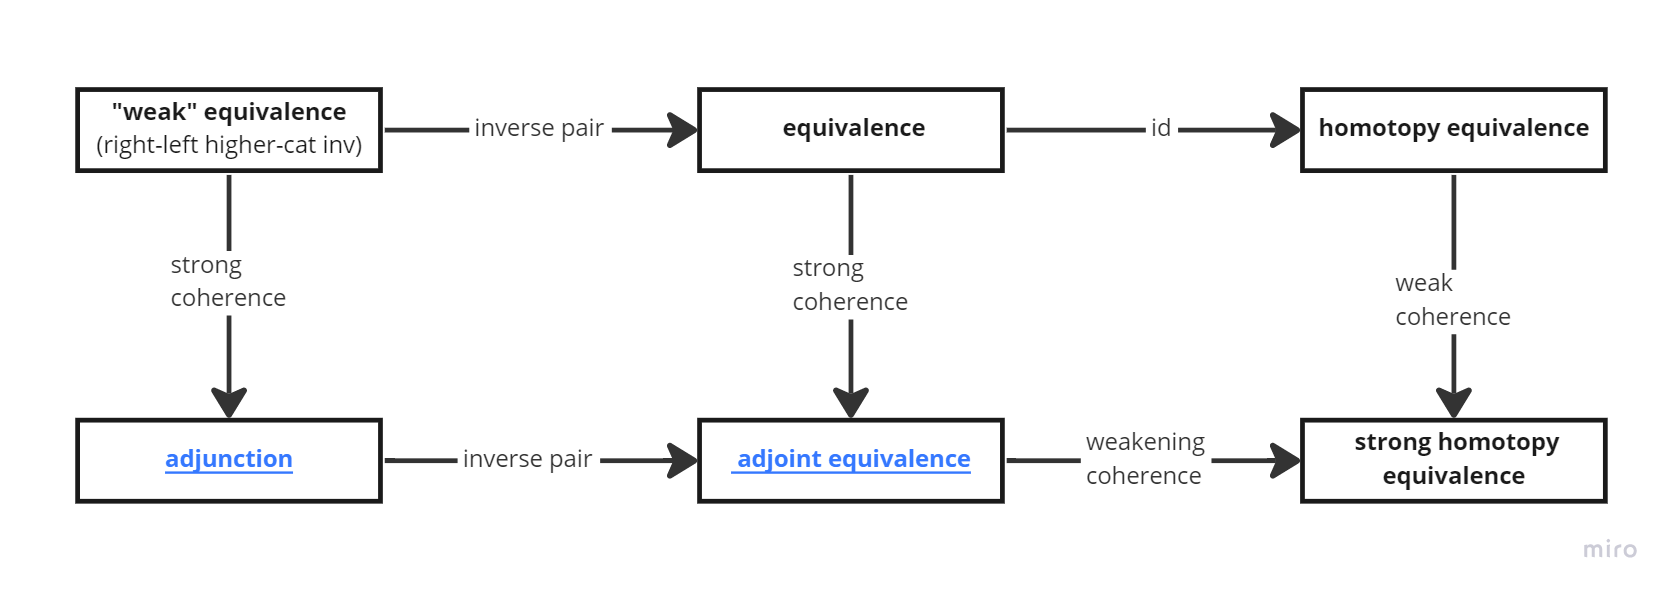 "weak" equivalence
(right-left higher-cat inv)
inverse pair
equivalence
id
homotopy equivalence
strong
coherence
strong
coherence
weak
coherence
adjunction
inverse pair
adjoint equivalence
weakening
coherence
strong homotopy
equivalence
miro